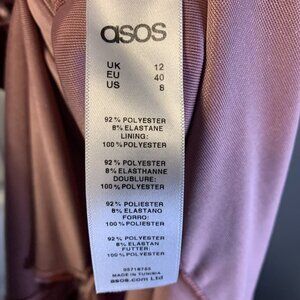 asos
UK 12
EU 40
US 8
92% POLYESTER
8% ELASTANE
LINING:
100% POLYESTER
92% POLYESTER
8% ELASTHANNE
DOUBLURE:
100% POLYESTER
92% POLIESTER
8% ELASTANO
FORRO:
100% POLIESTER
92% POLYESTER
8% ELASTAN
FUTTER:
100% POLYESTER
MADE IN TUNISIA
asos.com Ltd